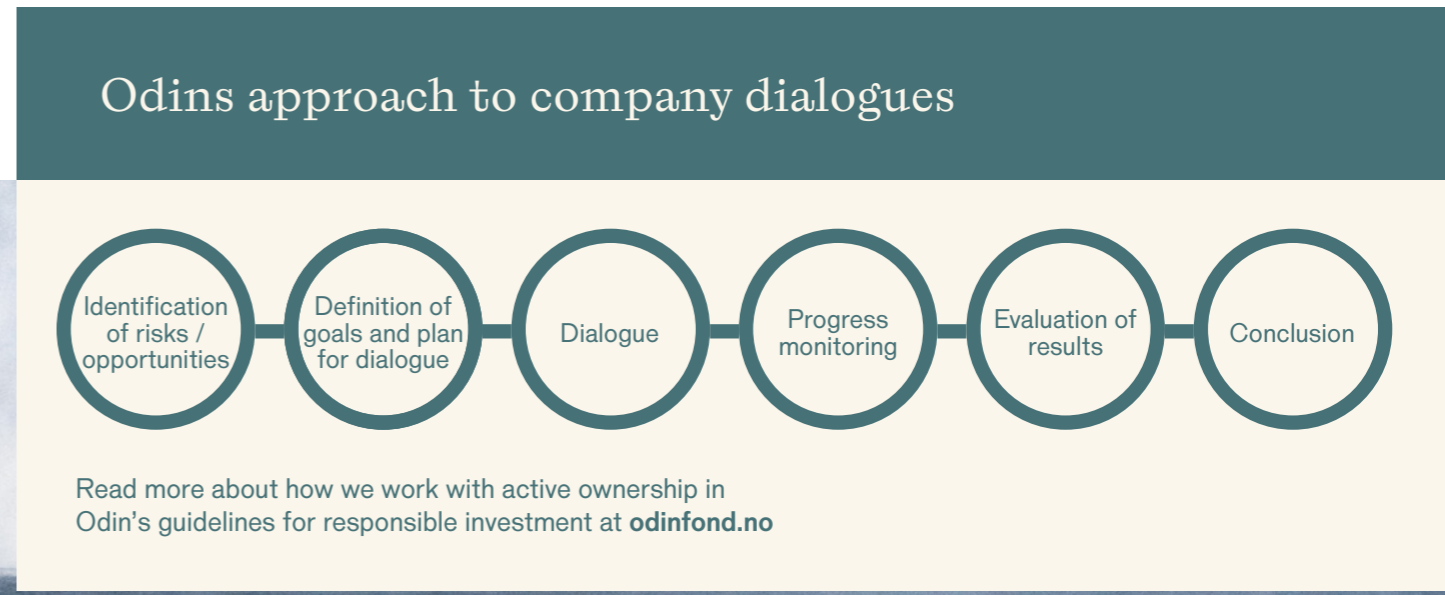 Odins approach to company dialogues
Identification
of risks /
opportunities
Definition of
goals and plan
for dialogue
Dialogue
Progress
monitoring
Evaluation of
results
Conclusion
Read more about how we work with active ownership in
Odin’s guidelines for responsible investment at odinfond.no